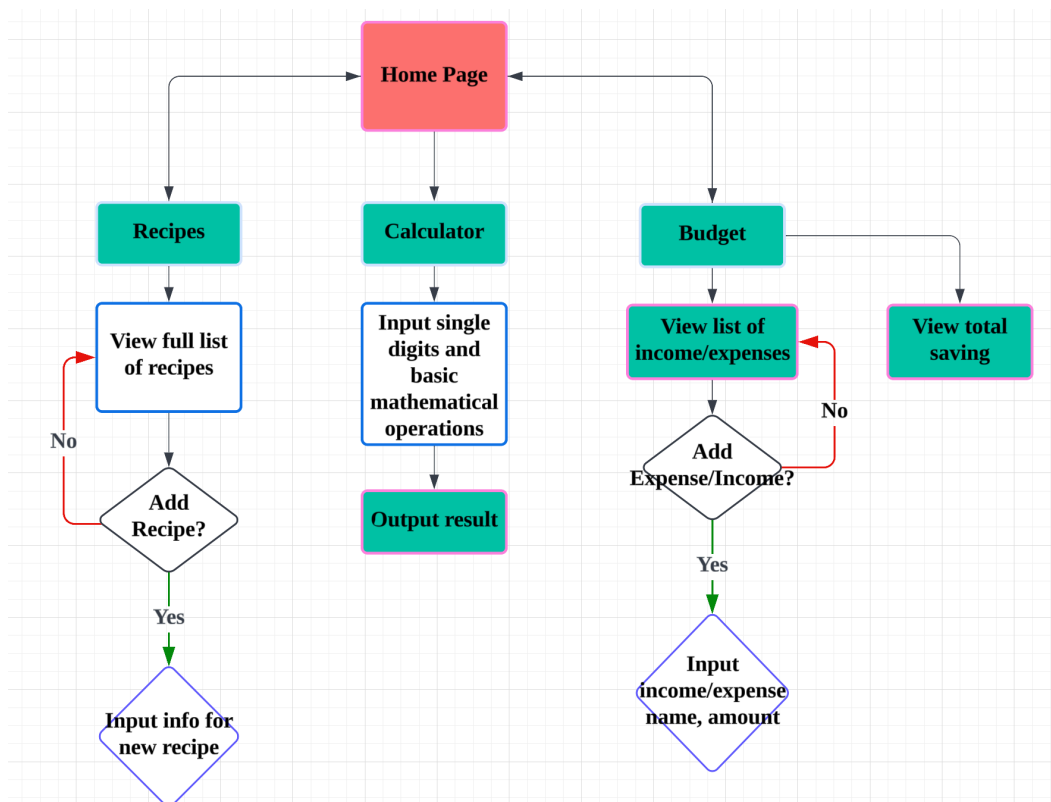 Home Page
Recipes
Calculator
Budget
View full list
of recipes
Input single
digits and
basic
mathematical
operations
View list of
income/expenses
View total
saving
No
No
Add
Recipe?
Output result
Add
Expense/Income?
Yes
Yes
Input info for
new recipe
Input
income/expense
name, amount